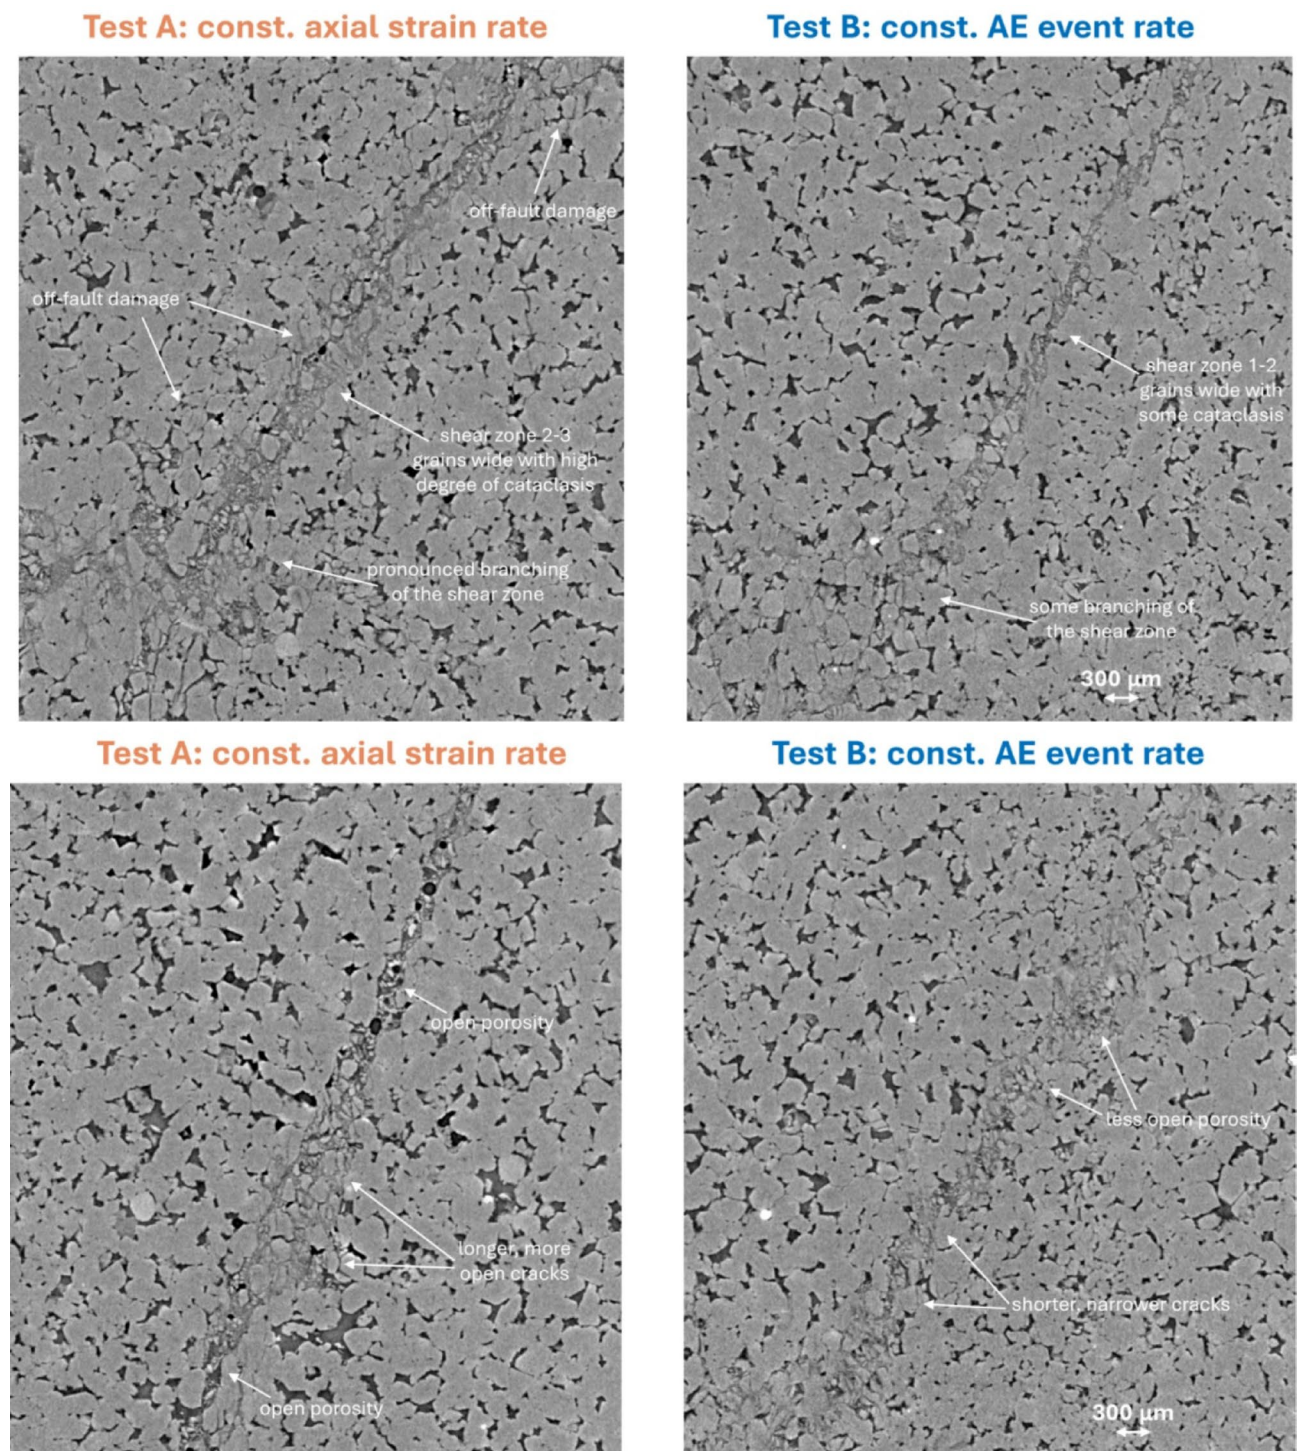 Test A: const. axial strain rate
Test B: const. AE event rate
off-fault damage
off-fault damage
shear zone 2-3
grains wide with high
degree of cataclasis
pronounced branching
of the shear zone
shear zone 1-2
grains wide with
some cataclasis
some branching of
the shear zone
300 µm
Test A: const. axial strain rate
Test B: const. AE event rate
open porosity
longer, more
open cracks
open porosity
less open porosity
shorter, narrower cracks
300 µm